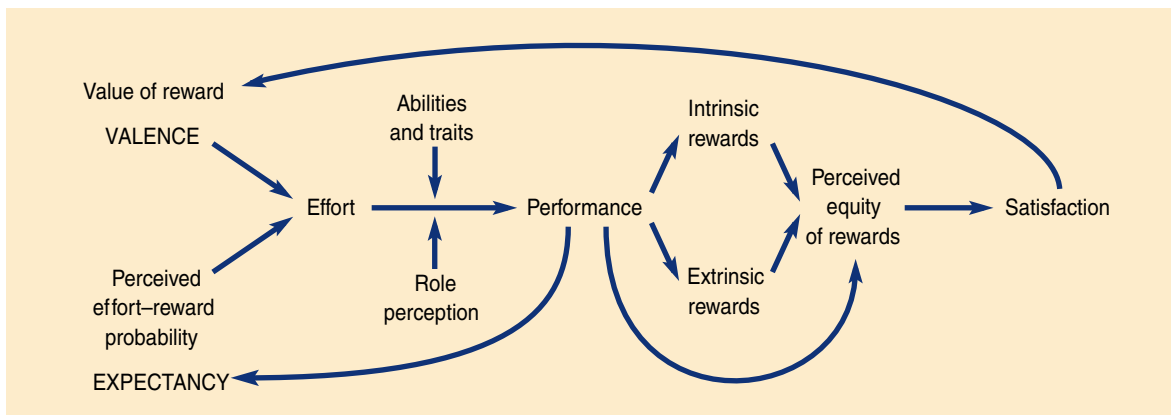 Value of reward
VALENCE
Perceived
effort–reward
probability
EXPECTANCY
Effort
Abilities
and traits
Role
perception
Performance
Intrinsic
rewards
Extrinsic
rewards
Perceived
equity
of rewards
Satisfaction